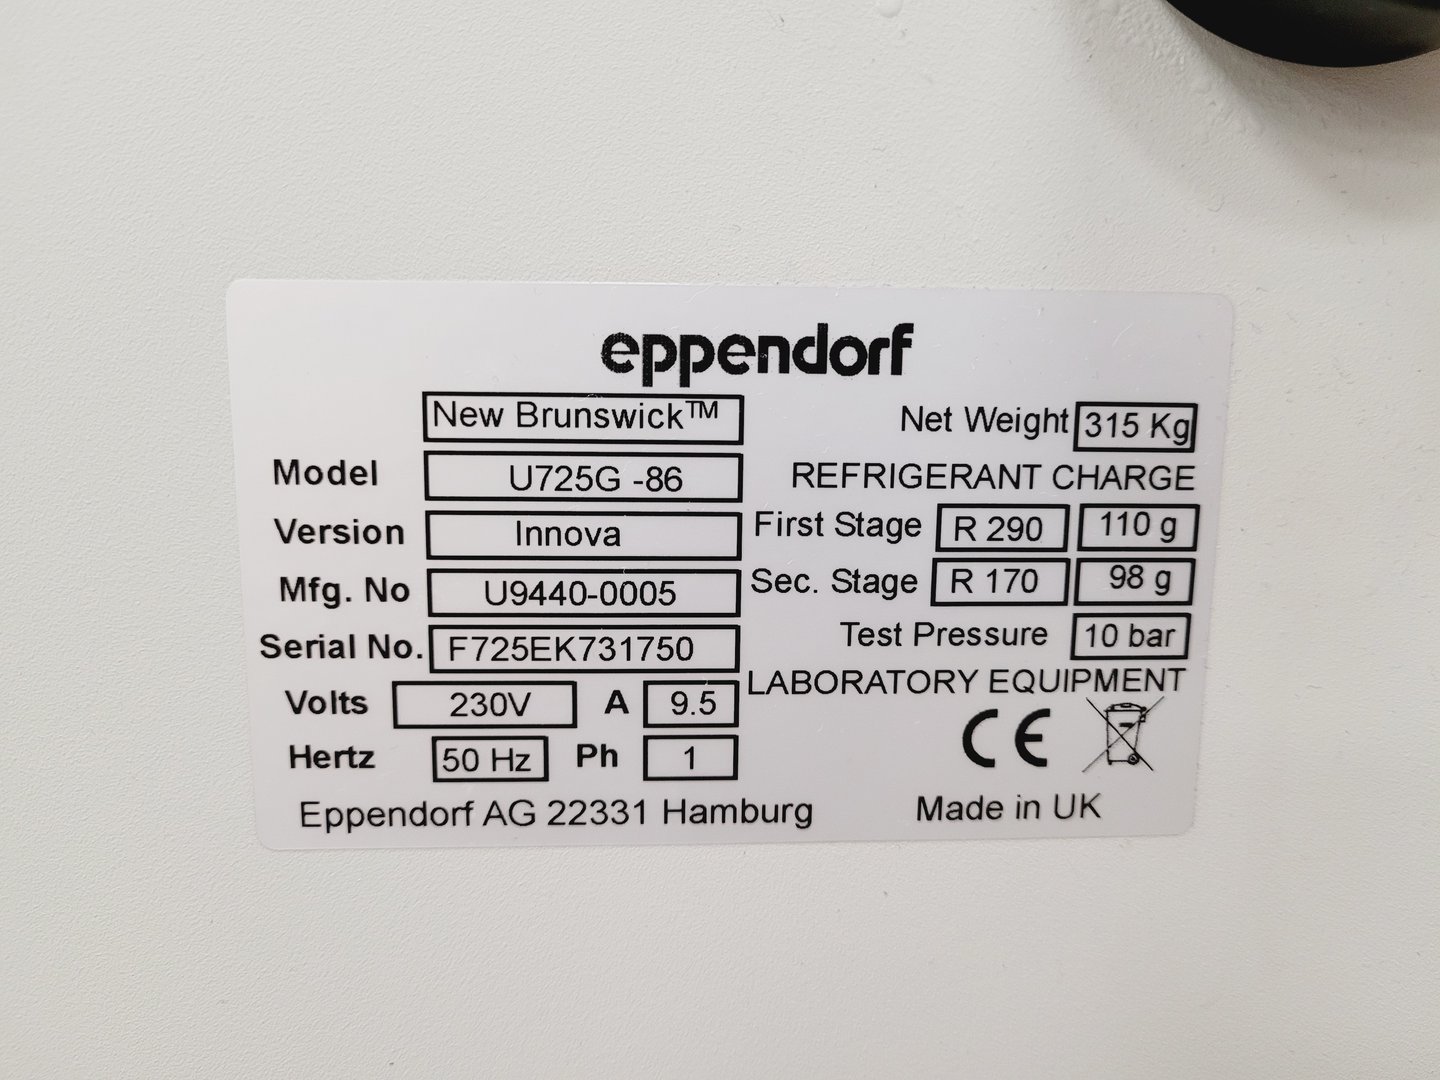 eppendorf
New Brunswick™
Model U725G -86
Version Innova
Mfg. No U9440-0005
Serial No. F725EK731750
Volts 230V A 9.5
Hertz 50 Hz Ph 1
Net Weight 315 Kg
REFRIGERANT CHARGE
First Stage R 290 110 g
Sec. Stage R 170 98 g
Test Pressure 10 bar
LABORATORY EQUIPMENT
CE
Eppendorf AG 22331 Hamburg
Made in UK